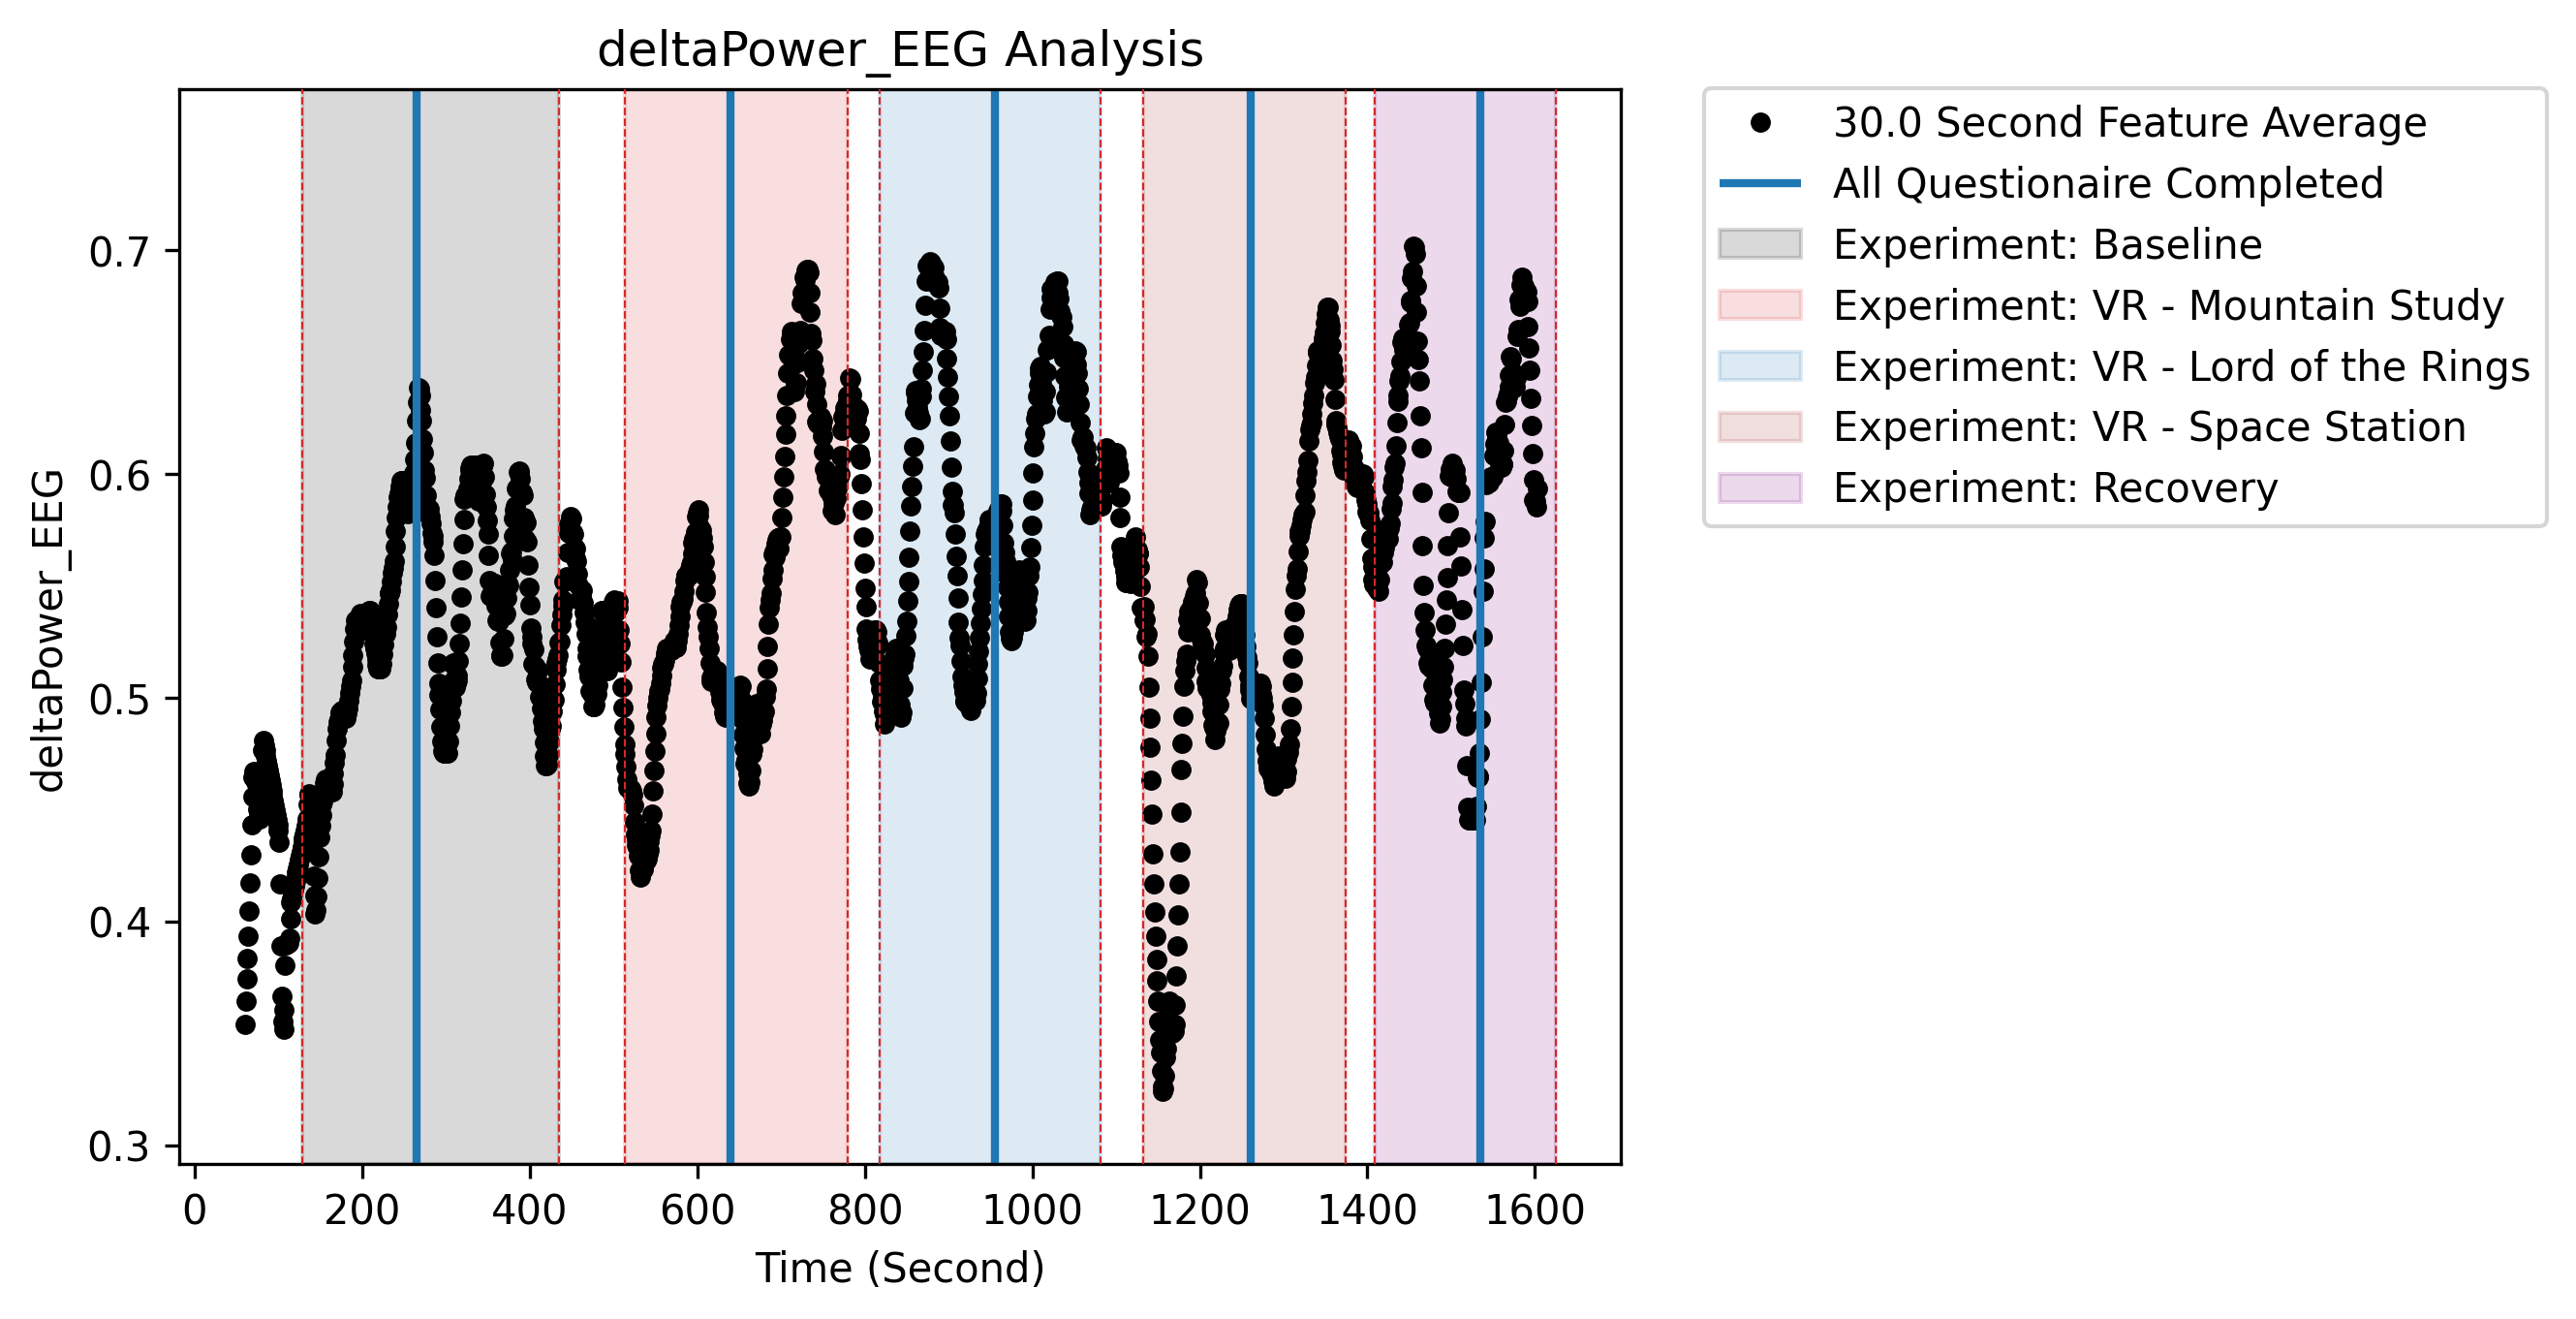 deltaPower_EEG Analysis
deltaPower_EEG
0.7
0.6
0.5
0.4
0.3
0
200
400
600
800
1000
1200
1400
1600
Time (Second)
30.0 Second Feature Average
All Questionaire Completed
Experiment: Baseline
Experiment: VR - Mountain Study
Experiment: VR - Lord of the Rings
Experiment: VR - Space Station
Experiment: Recovery